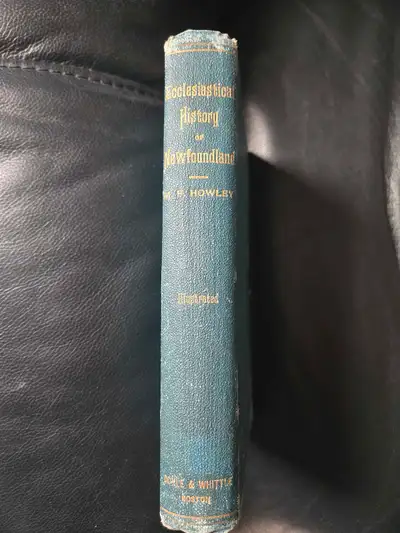 Ecclesiastical
History
OF
Newfoundland
F. HOWLEY
Illustrated
DOYLE & WHITTLE
BOSTON